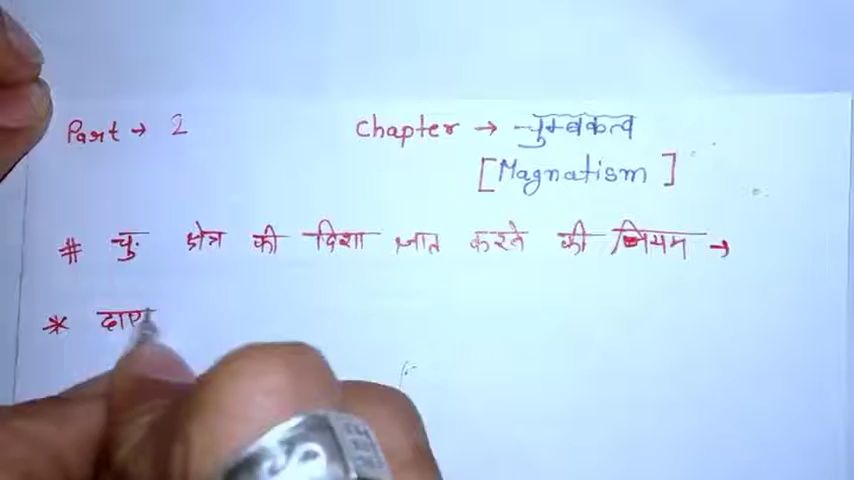 Part → 2
Chapter → चुम्बकत्व
[Magnatism]
# चु॰ क्षेत्र की दिशा ज्ञात करने की नियम →
* दाए